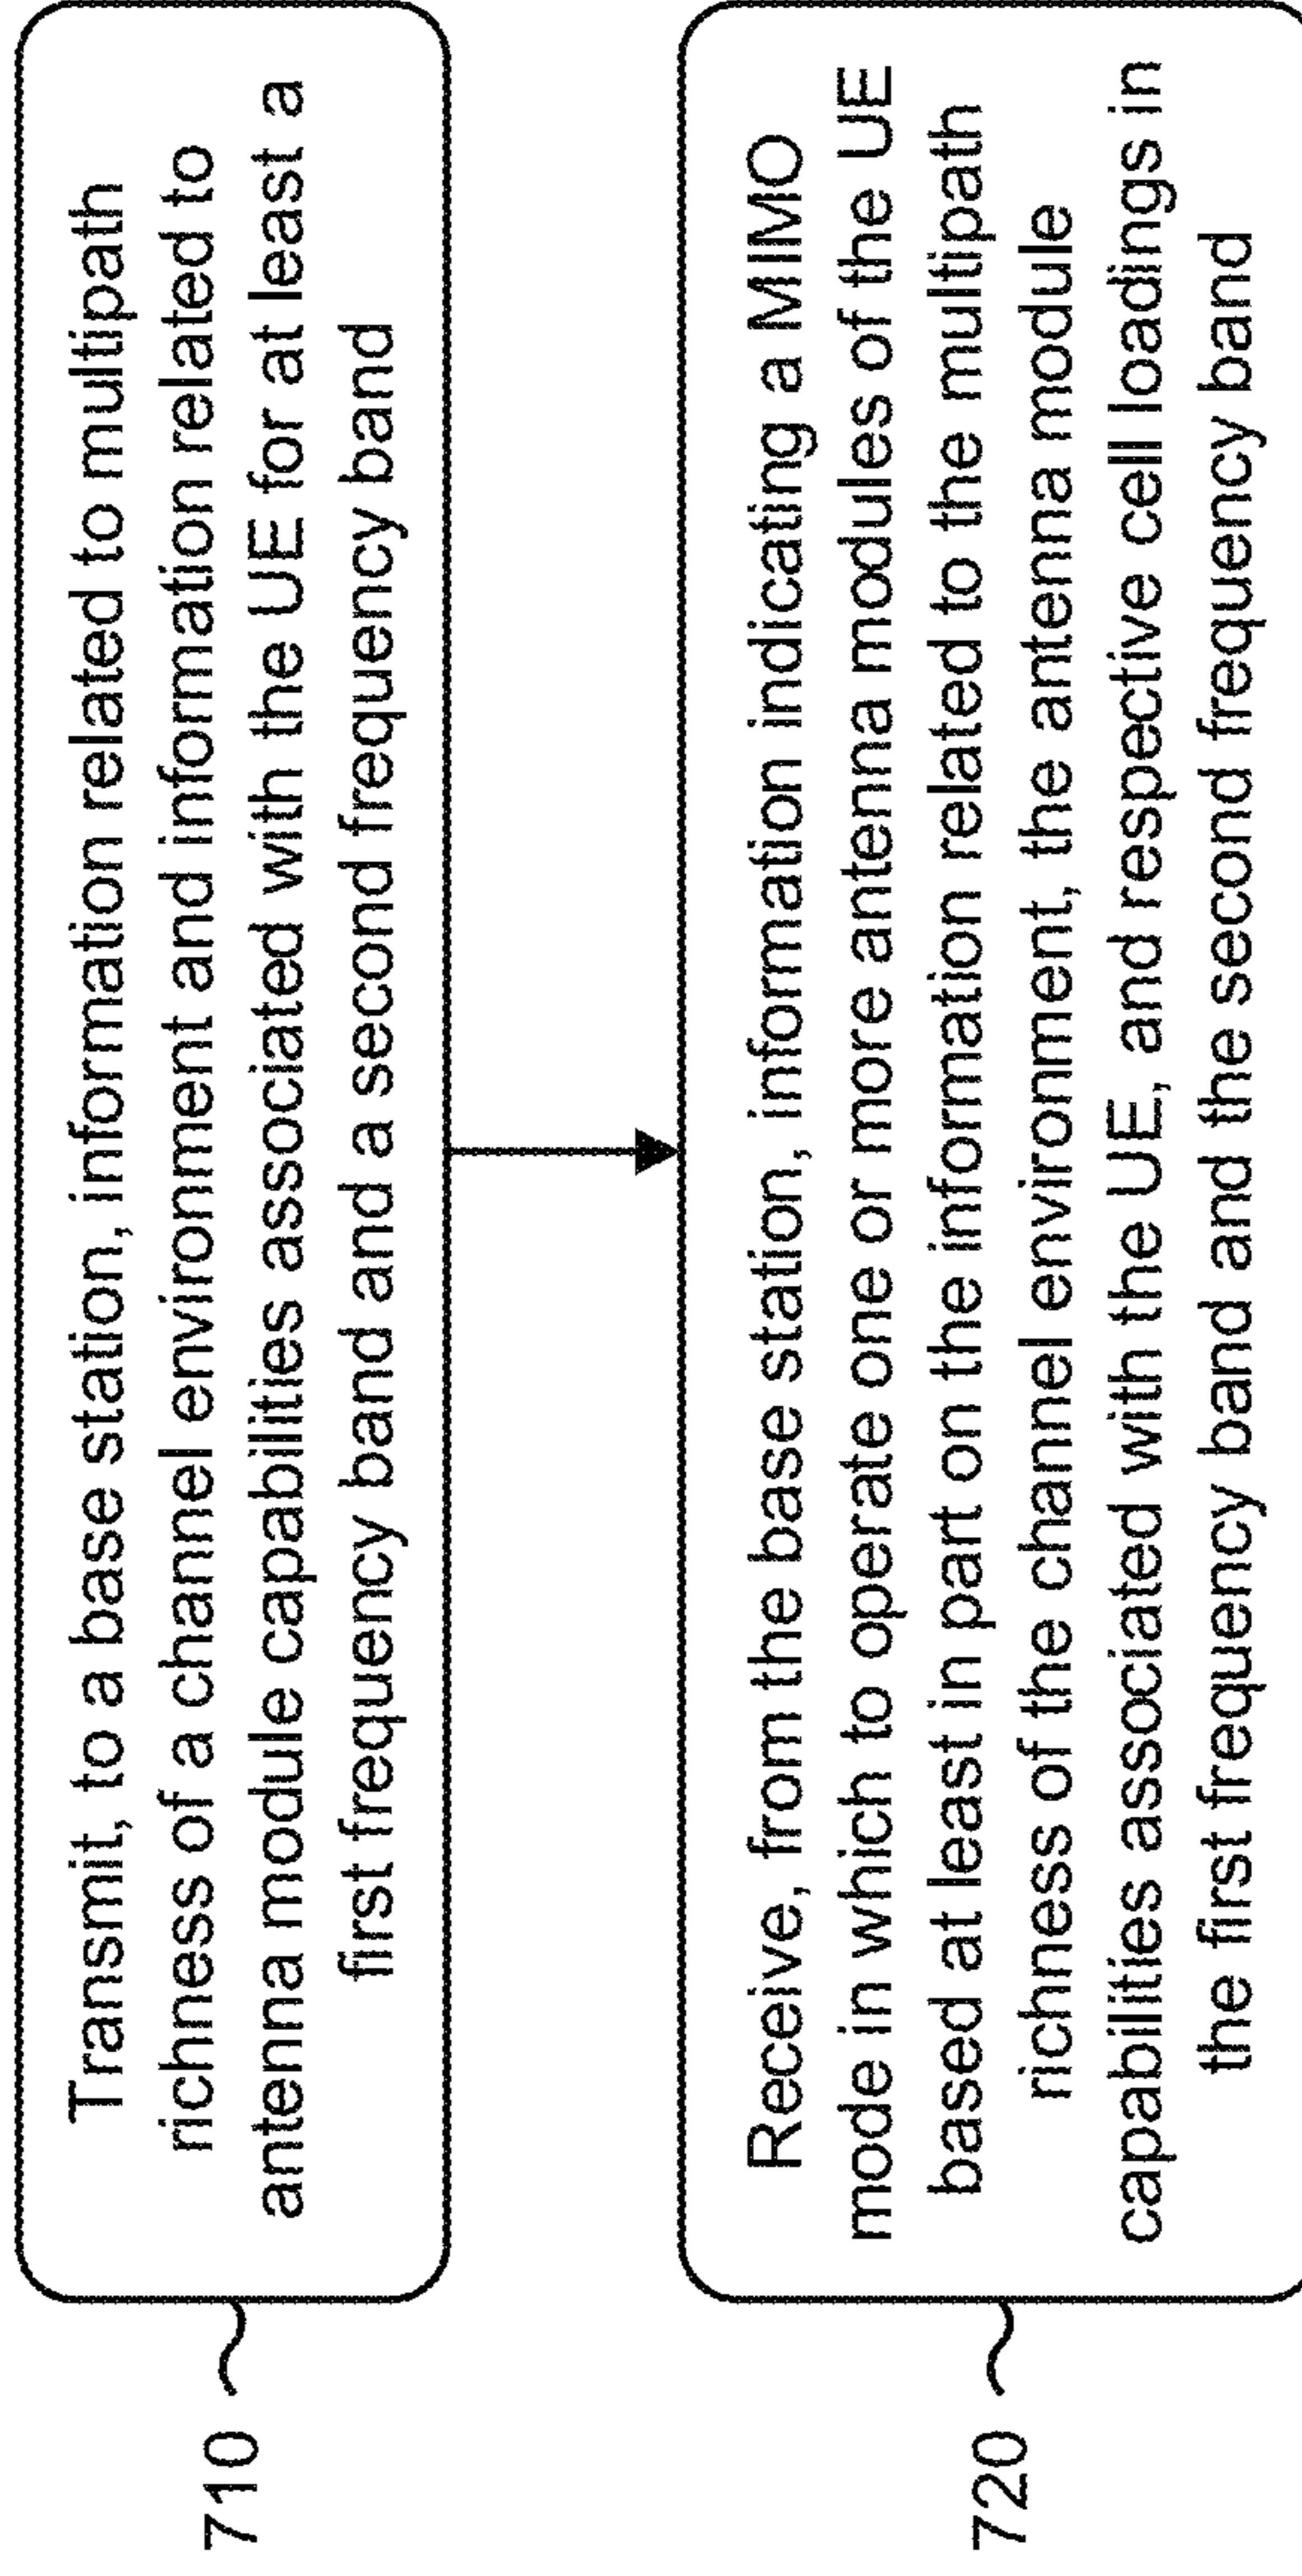 710
Transmit, to a base station, information related to multipath
richness of a channel environment and information related to
antenna module capabilities associated with the UE for at least a
first frequency band and a second frequency band
720
Receive, from the base station, information indicating a MIMO
mode in which to operate one or more antenna modules of the UE
based at least in part on the information related to the multipath
richness of the channel environment, the antenna module
capabilities associated with the UE, and respective cell loadings in
the first frequency band and the second frequency band